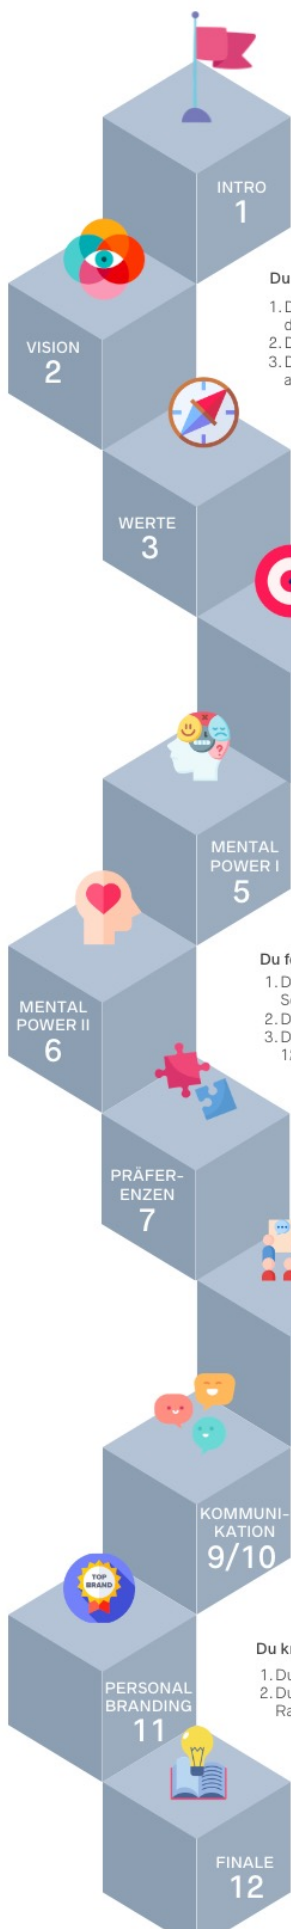 INTRO
1
Du
1. D
d
2. D
3. D
a
VISION
2
WERTE
3
MENTAL
POWER I
5
Du f
1. D
S
2. D
3. D
1
MENTAL
POWER II
6
PRÄFER-
ENZEN
7
KOMMUNI-
KATION
9/10
TOP
BRAND
PERSONAL
BRANDING
11
Du k
1. Du
2. Du
Ra
FINALE
12